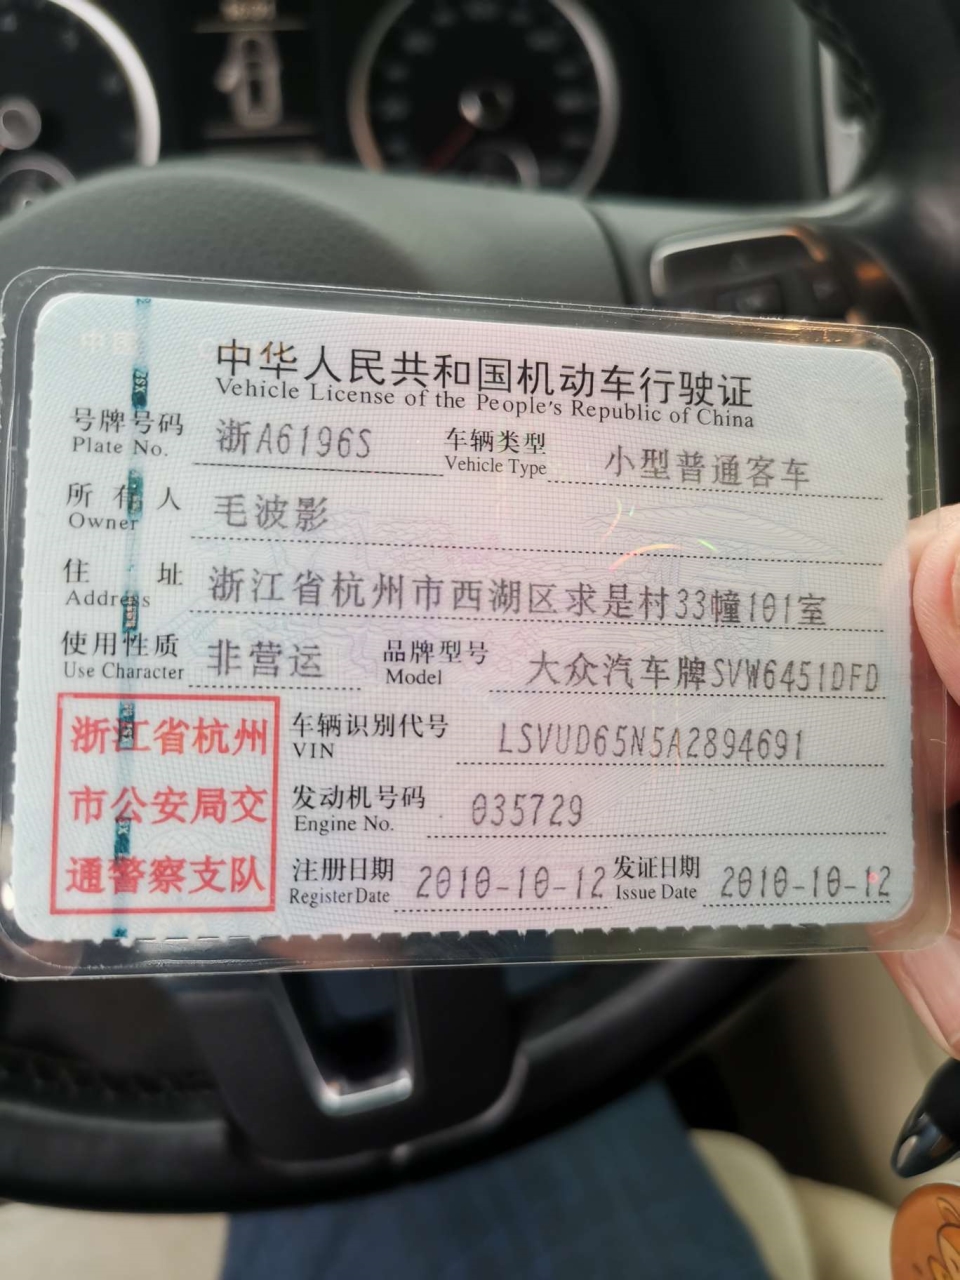 中华人民共和国机动车行驶证
Vehicle License of the People's Republic of China
号牌号码 浙A6196S 车辆类型 小型普通客车
Plate No. Vehicle Type
所有人 毛波影
Owner
住址 浙江省杭州市西湖区求是村33幢101室
Address
使用性质 非营运 品牌型号 大众汽车牌SVW6451DFD
Use Character Model
浙江省杭州
市公安局交
通警察支队
车辆识别代号 LSVUD65N5A2894691
VIN
发动机号码 035729
Engine No.
注册日期 2010-10-12 发证日期 2010-10-12
Register Date Issue Date